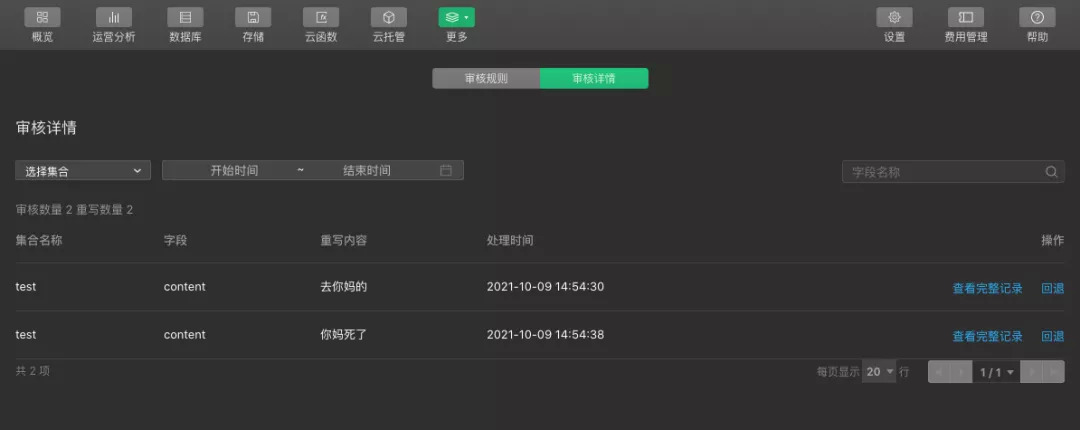 概览 运营分析 数据库 存储 云函数 云托管 更多 设置 费用管理 帮助
审核规则 审核详情
审核详情
选择集合 开始时间 ~ 结束时间 字段名称
审核数量 2 重写数量 2
集合名称 字段 重写内容 处理时间 操作
test content 去你妈的 2021-10-09 14:54:30 查看完整记录 回退
test content 你妈死了 2021-10-09 14:54:38 查看完整记录 回退
共 2 项 每页显示 20 行 1 / 1